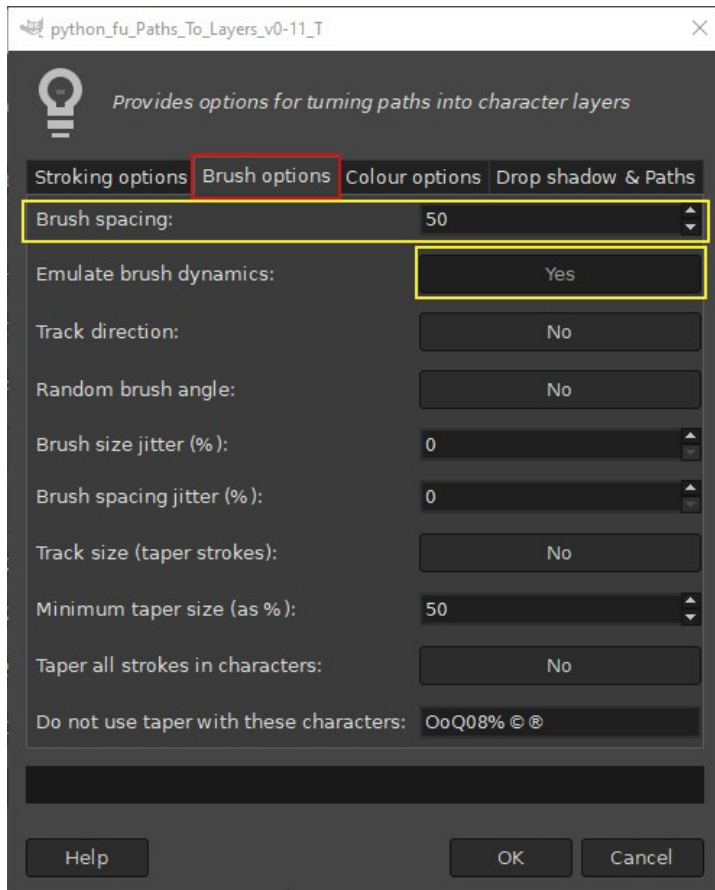 python_fu_Paths_To_Layers_v0-11_T
Provides options for turning paths into character layers
Stroking options Brush options Colour options Drop shadow & Paths
Brush spacing: 50
Emulate brush dynamics: Yes
Track direction: No
Random brush angle: No
Brush size jitter (%): 0
Brush spacing jitter (%): 0
Track size (taper strokes): No
Minimum taper size (as %): 50
Taper all strokes in characters: No
Do not use taper with these characters: OoQ08%©®
Help OK Cancel